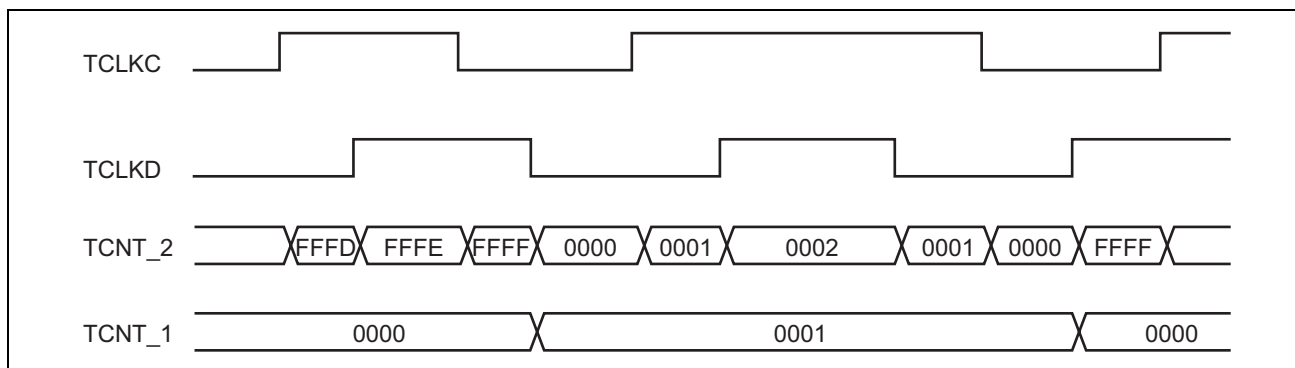 TCLKC
TCLKD
TCNT_2 FFFD FFFE FFFF 0000 0001 0002 0001 0000 FFFF
TCNT_1 0000 0001 0000